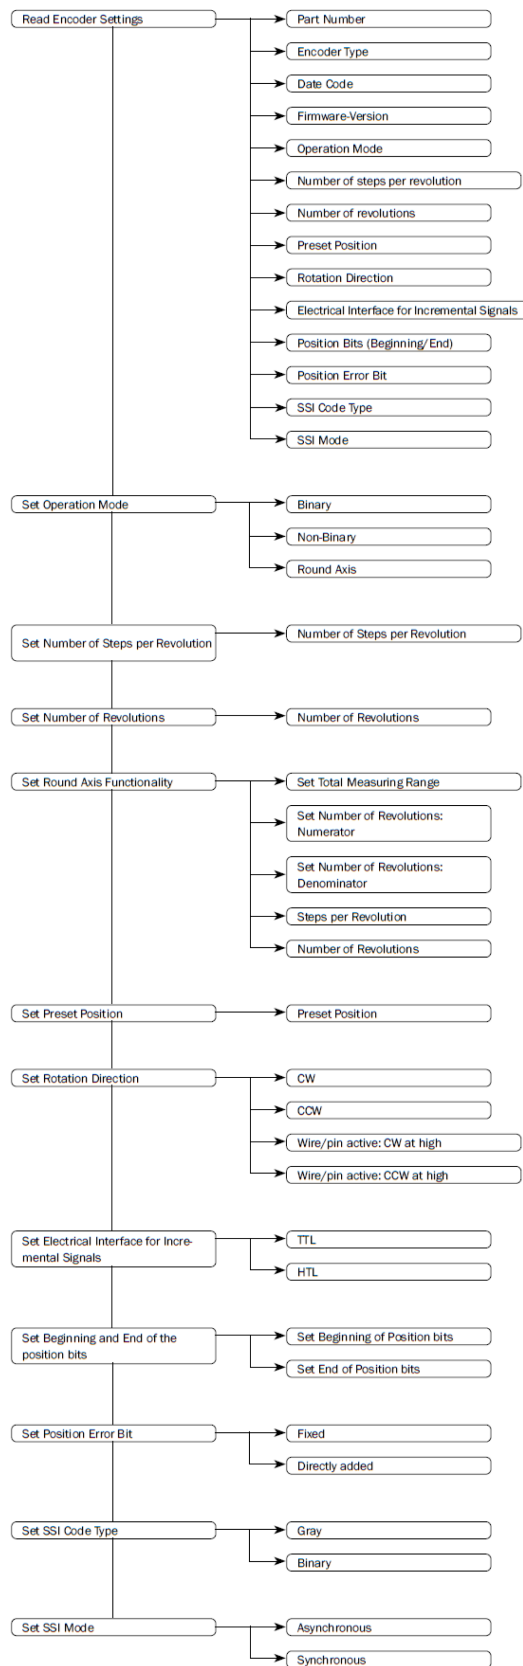 Read Encoder Settings
Part Number
Encoder Type
Date Code
Firmware-Version
Operation Mode
Number of steps per revolution
Number of revolutions
Preset Position
Rotation Direction
Electrical Interface for Incremental Signals
Position Bits (Beginning/End)
Position Error Bit
SSI Code Type
SSI Mode
Set Operation Mode
Binary
Non-Binary
Round Axis
Set Number of Steps per Revolution
Number of Steps per Revolution
Set Number of Revolutions
Number of Revolutions
Set Round Axis Functionality
Set Total Measuring Range
Set Number of Revolutions:
Numerator
Set Number of Revolutions:
Denominator
Steps per Revolution
Number of Revolutions
Set Preset Position
Preset Position
Set Rotation Direction
CW
CCW
Wire/pin active: CW at high
Wire/pin active: CCW at high
Set Electrical Interface for Incre-
mental Signals
TTL
HTL
Set Beginning and End of the
position bits
Set Beginning of Position bits
Set End of Position bits
Set Position Error Bit
Fixed
Directly added
Set SSI Code Type
Gray
Binary
Set SSI Mode
Asynchronous
Synchronous